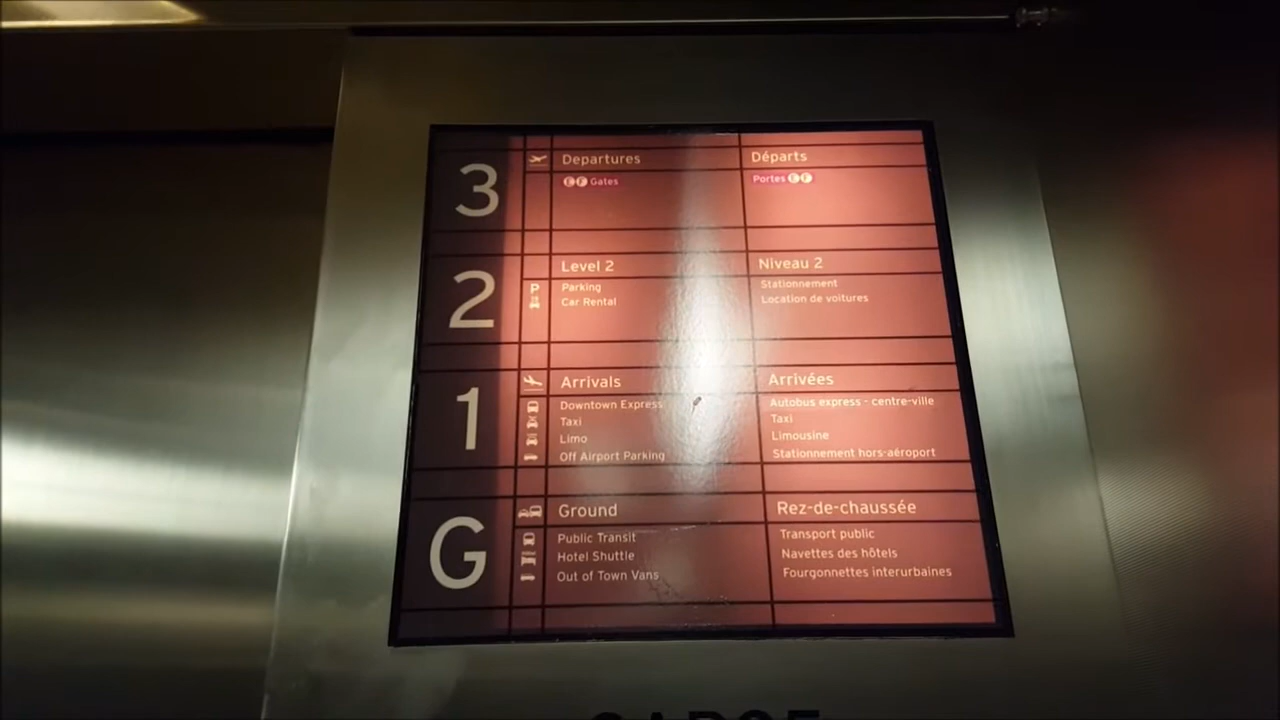 3
Departures
Départs
E F Gates
Portes E F
2
Level 2
Niveau 2
P
Parking
Stationnement
Car Rental
Location de voitures
1
Arrivals
Arrivées
Downtown Express
Autobus express - centre-ville
Taxi
Taxi
Limo
Limousine
Off Airport Parking
Stationnement hors-aéroport
G
Ground
Rez-de-chaussée
Public Transit
Transport public
Hotel Shuttle
Navettes des hôtels
Out of Town Vans
Fourgonnettes interurbaines